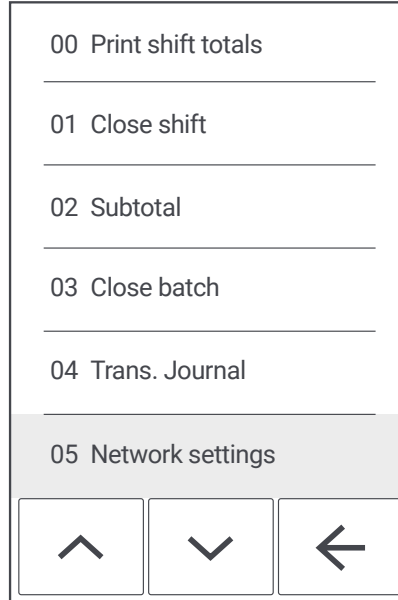 00 Print shift totals
01 Close shift
02 Subtotal
03 Close batch
04 Trans. Journal
05 Network settings